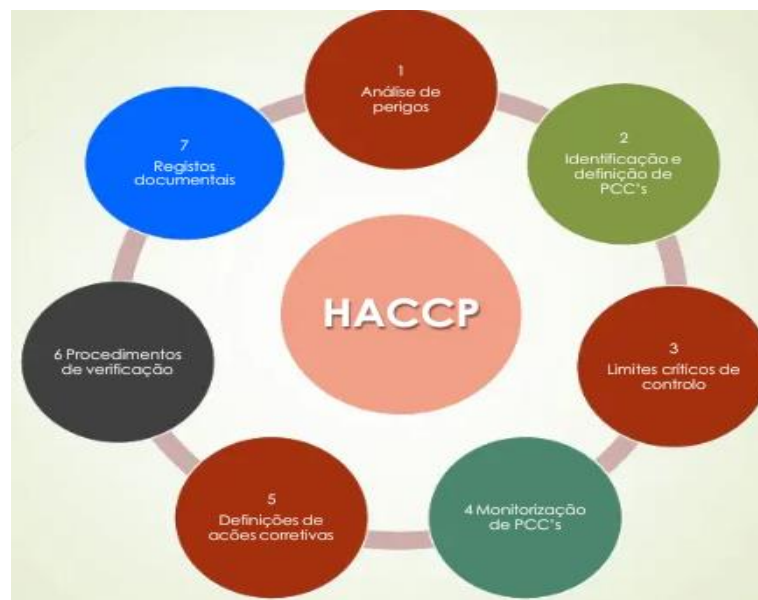 1
Análise de
perigos
2
Identificação e
definição de
PCC's
3
Limites críticos de
controlo
4 Monitorização
de PCC's
5
Definições de
acões corretivas
6 Procedimentos
de verificação
7
Registos
documentais
HACCP